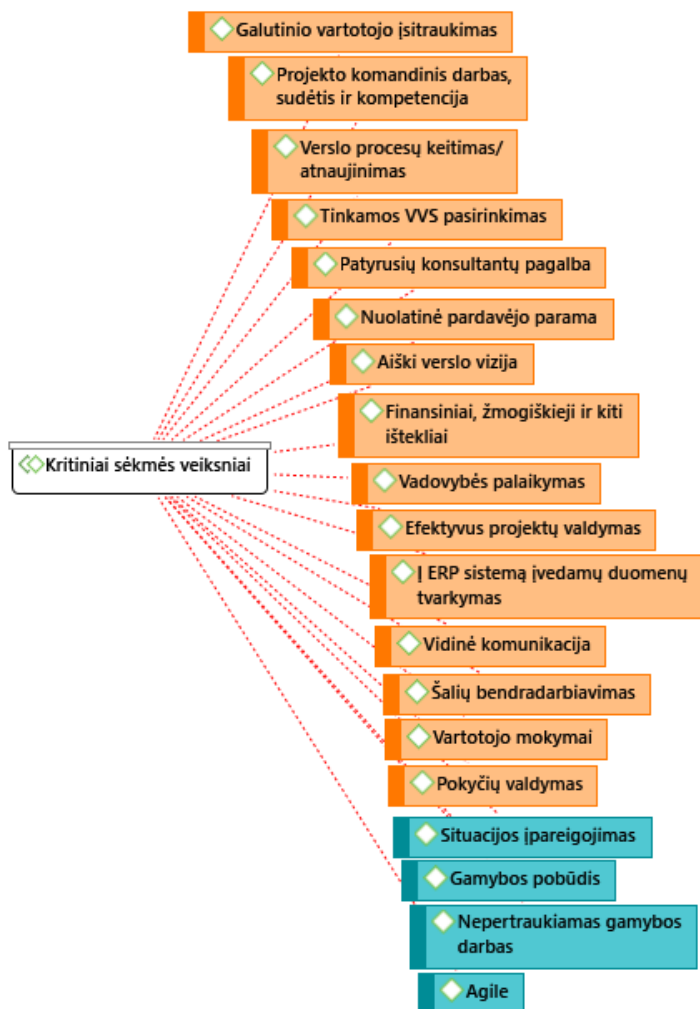 Galutinio vartotojo įsitraukimas
Projekto komandinis darbas,
sudėtis ir kompetencija
Verslo procesų keitimas/
atnaujinimas
Tinkamos VVS pasirinkimas
Patyrusių konsultantų pagalba
Nuolatinė pardavėjo parama
Aiški verslo vizija
Finansiniai, žmogiškieji ir kiti
ištekliai
Kritiniai sėkmės veiksniai
Vadovybės palaikymas
Efektyvus projektų valdymas
Į ERP sistemą įvedamų duomenų
tvarkymas
Vidinė komunikacija
Šalių bendradarbiavimas
Vartotojo mokymai
Pokyčių valdymas
Situacijos įpareigojimas
Gamybos pobūdis
Nepertraukiamas gamybos
darbas
Agile